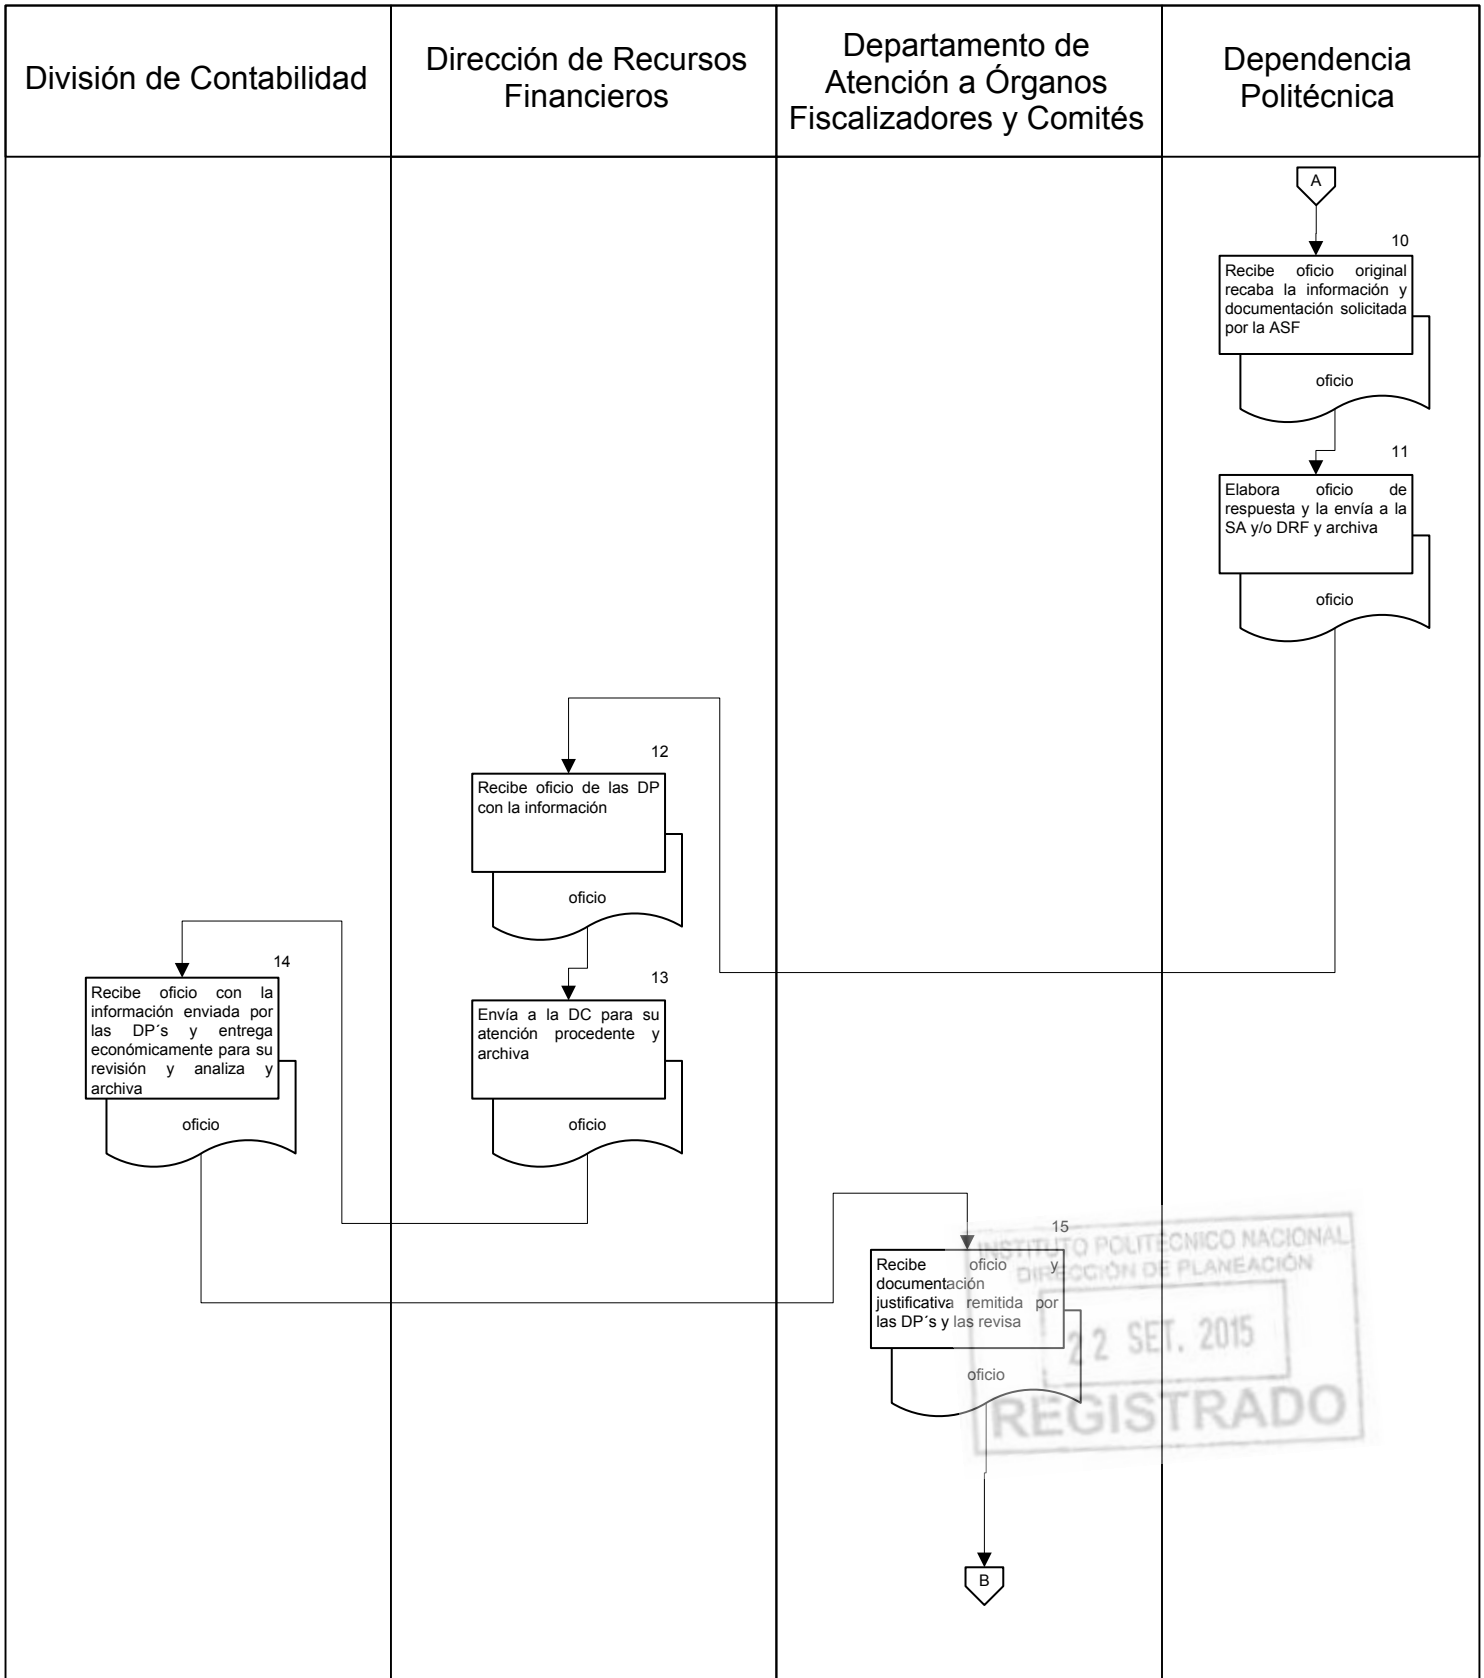 División de Contabilidad
Dirección de Recursos
Financieros
Departamento de
Atención a Órganos
Fiscalizadores y Comités
Dependencia
Politécnica
A
10
Recibe oficio original
recaba la información y
documentación solicitada
por la ASF
oficio
11
Elabora oficio de
respuesta y la envía a la
SA y/o DRF y archiva
oficio
12
Recibe oficio de las DP
con la información
oficio
13
Envía a la DC para su
atención procedente y
archiva
oficio
14
Recibe oficio con la
información enviada por
las DP´s y entrega
económicamente para su
revisión y analiza y
archiva
oficio
15
Recibe oficio y
documentación
justificativa remitida por
las DP´s y las revisa
oficio
B
INSTITUTO POLITÉCNICO NACIONAL
DIRECCIÓN DE PLANEACIÓN
22 SET. 2015
REGISTRADO